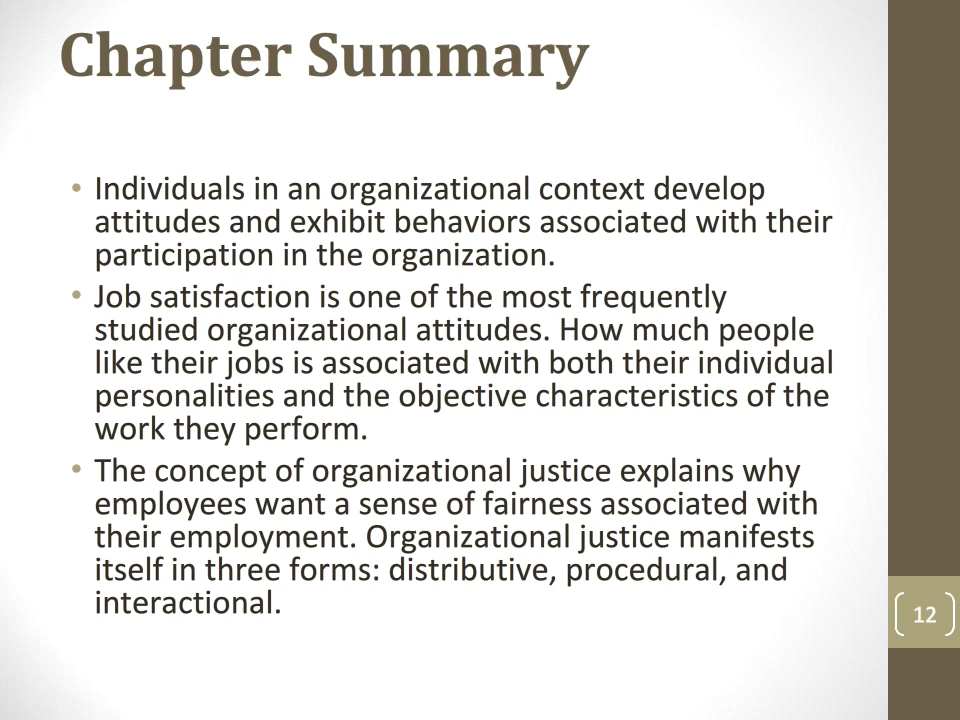 Chapter Summary
• Individuals in an organizational context develop
attitudes and exhibit behaviors associated with their
participation in the organization.
• Job satisfaction is one of the most frequently
studied organizational attitudes. How much people
like their jobs is associated with both their individual
personalities and the objective characteristics of the
work they perform.
• The concept of organizational justice explains why
employees want a sense of fairness associated with
their employment. Organizational justice manifests
itself in three forms: distributive, procedural, and
interactional.
12